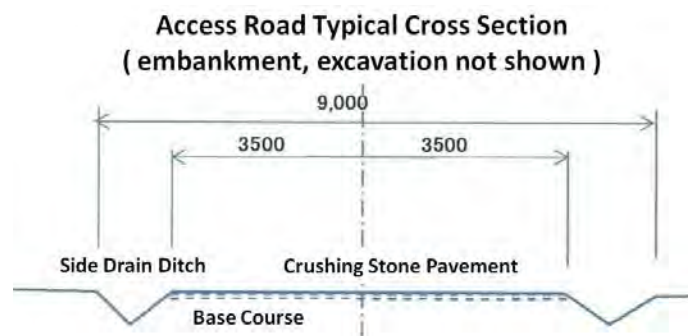 Access Road Typical Cross Section
( embankment, excavation not shown )
9,000
3500 3500
Side Drain Ditch Crushing Stone Pavement
Base Course